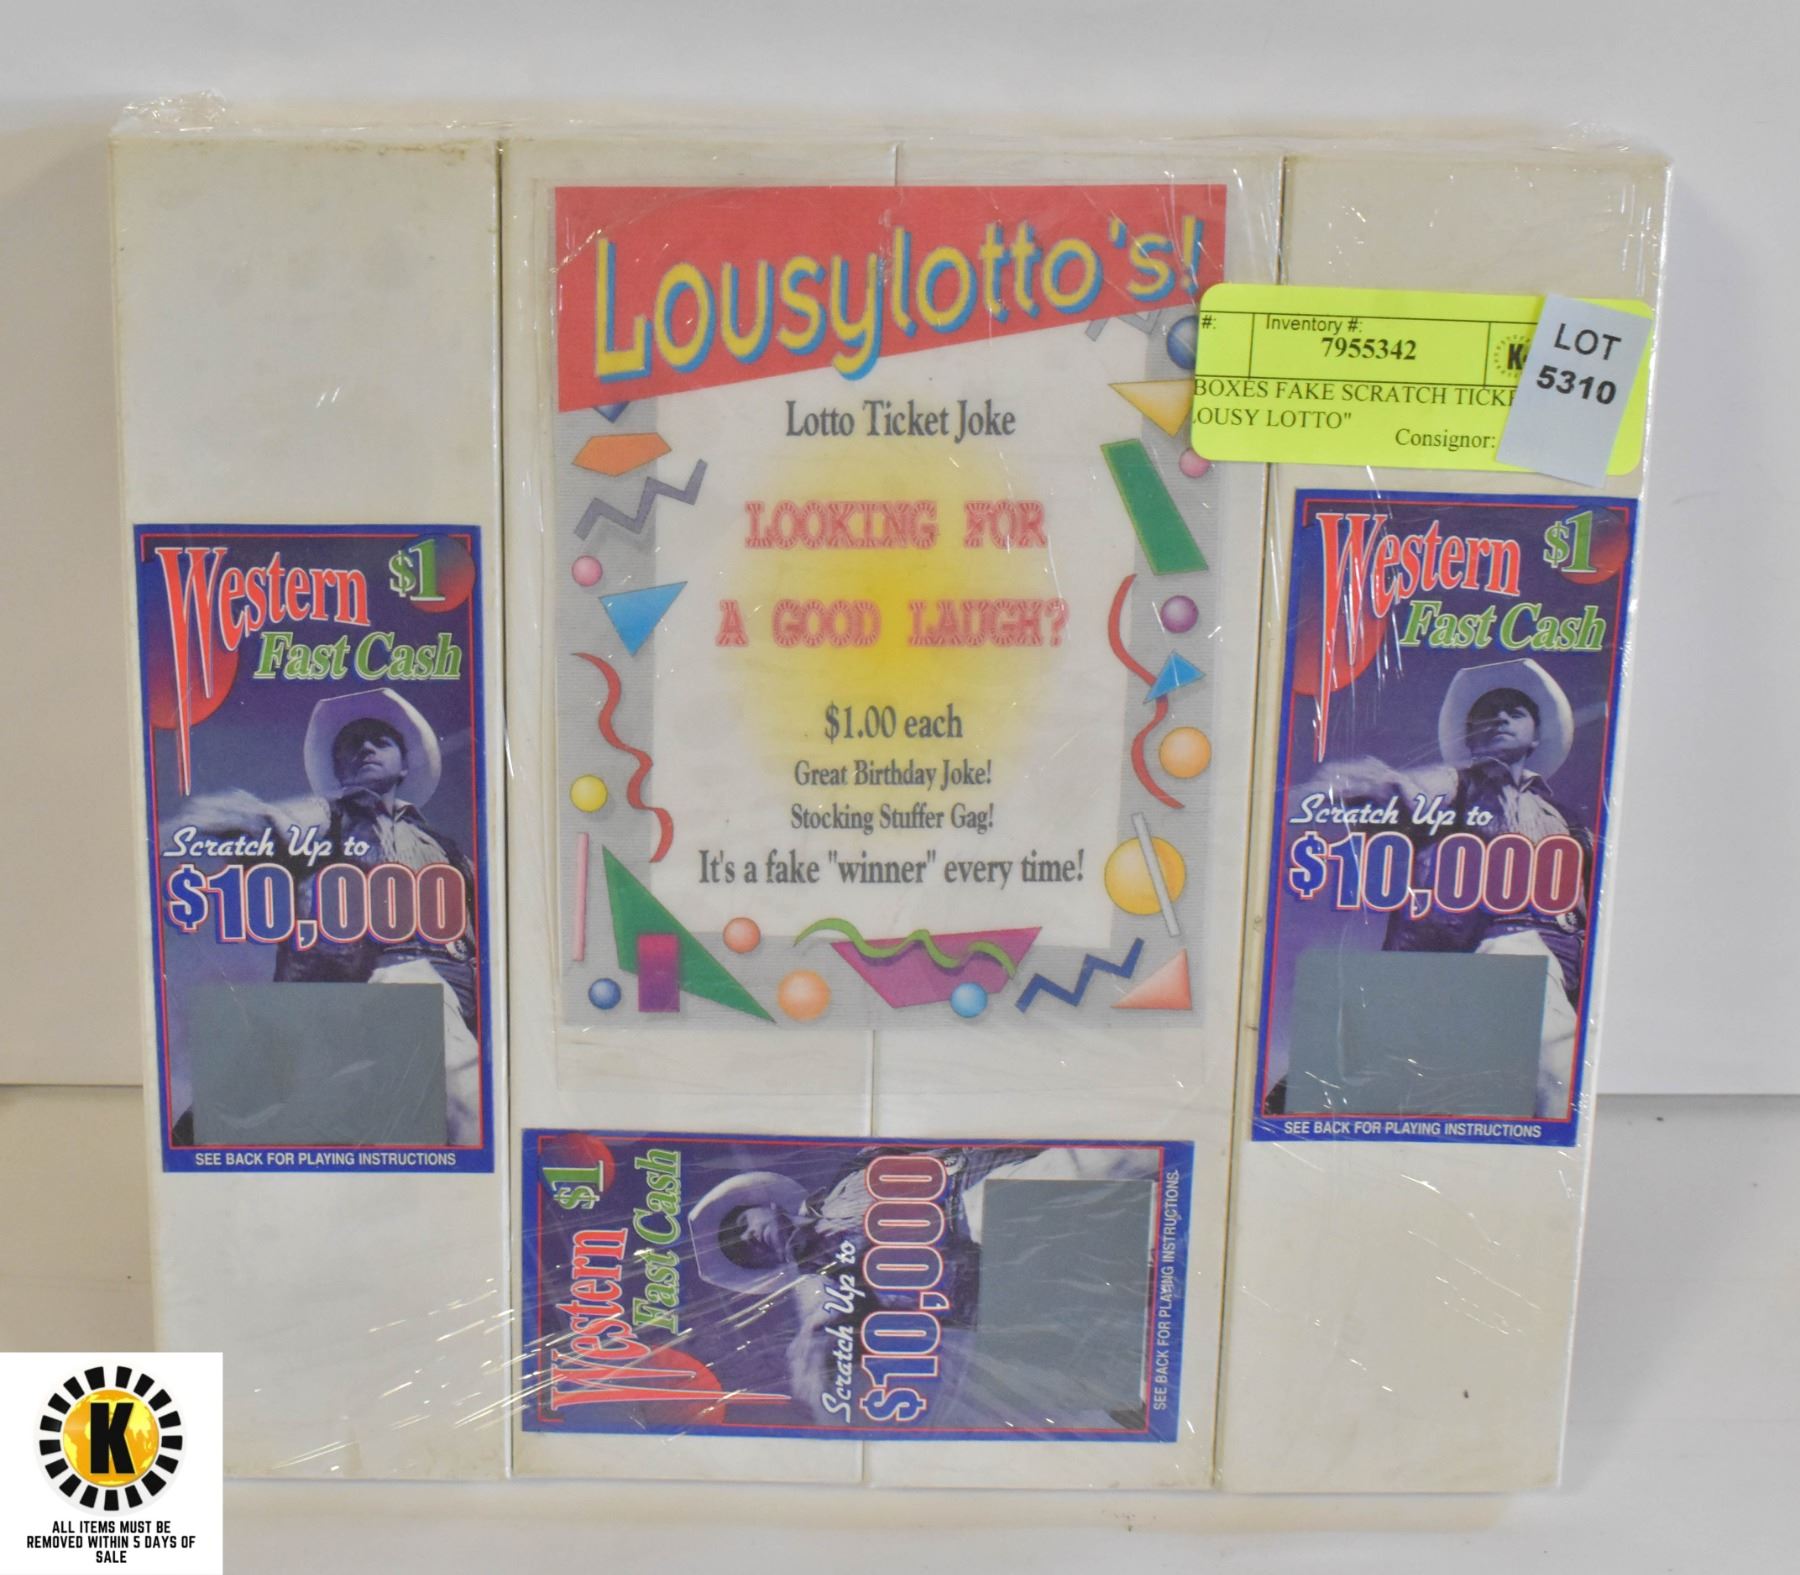 Lousylotto's!
Lotto Ticket Joke
LOOKING FOR
A GOOD LAUGH?
$1.00 each
Great Birthday Joke!
Stocking Stuffer Gag!
It's a fake "winner" every time!
#:
Inventory #:
7955342
K
BOXES FAKE SCRATCH
OUSY LOTTO"
Consignor:
LOT
5310
Western $1
Fast Cash
Scratch Up to
$10,000
SEE BACK FOR PLAYING INSTRUCTIONS
Western $1
Fast Cash
Scratch Up to
$10,000
SEE BACK FOR PLAYING INSTRUCTIONS
Western $1
Fast Cash
Scratch Up to
$10,000
SEE BACK FOR PLAYING INSTRUCTIONS
K
ALL ITEMS MUST BE
REMOVED WITHIN 5 DAYS OF
SALE